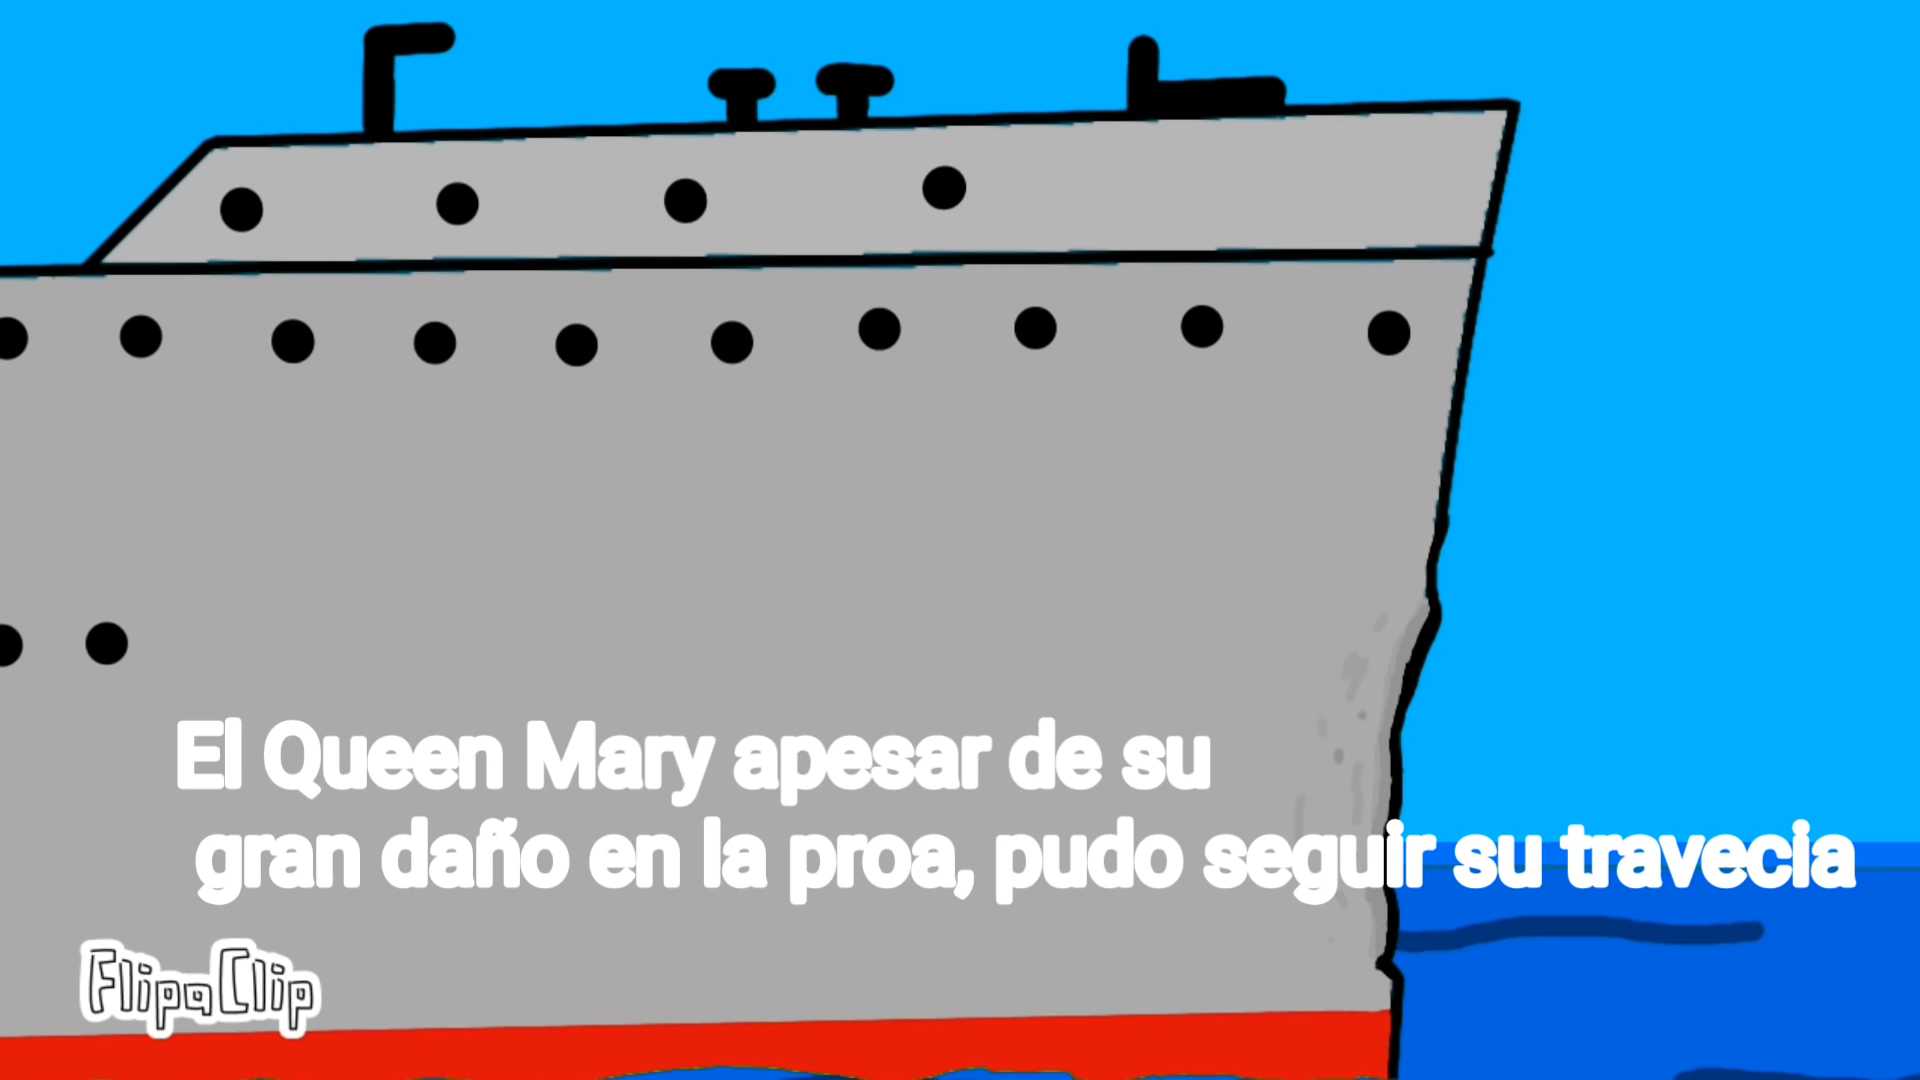 El Queen Mary apesar de su
gran daño en la proa, pudo seguir su travecia
FlipaClip